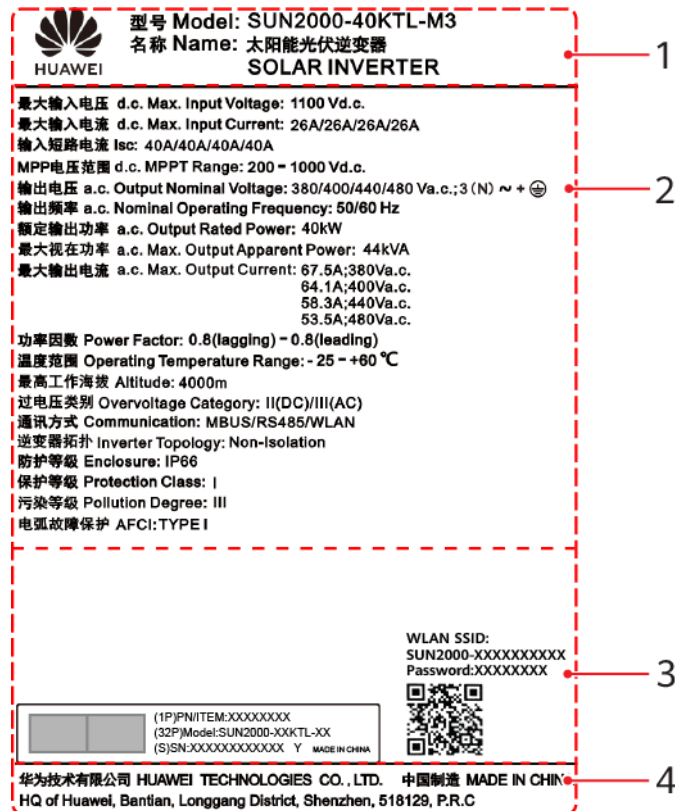 HUAWEI
型号 Model: SUN2000-40KTL-M3
名称 Name: 太阳能光伏逆变器
SOLAR INVERTER
1
最大输入电压 d.c. Max. Input Voltage: 1100 Vd.c.
最大输入电流 d.c. Max. Input Current: 26A/26A/26A/26A
输入短路电流 Isc: 40A/40A/40A/40A
MPP电压范围 d.c. MPPT Range: 200 - 1000 Vd.c.
输出电压 a.c. Output Nominal Voltage: 380/400/440/480 Va.c.;3(N) ~ + ⏚
2
输出频率 a.c. Nominal Operating Frequency: 50/60 Hz
额定输出功率 a.c. Output Rated Power: 40kW
最大视在功率 a.c. Max. Output Apparent Power: 44kVA
最大输出电流 a.c. Max. Output Current: 67.5A;380Va.c.
64.1A;400Va.c.
58.3A;440Va.c.
53.5A;480Va.c.
功率因数 Power Factor: 0.8(lagging) - 0.8(leading)
温度范围 Operating Temperature Range: - 25 - +60 ℃
最高工作海拔 Altitude: 4000m
过电压类别 Overvoltage Category: II(DC)/III(AC)
通讯方式 Communication: MBUS/RS485/WLAN
逆变器拓扑 Inverter Topology: Non-Isolation
防护等级 Enclosure: IP66
保护等级 Protection Class: I
污染等级 Pollution Degree: III
电弧故障保护 AFCI:TYPE I
WLAN SSID:
SUN2000-XXXXXXXXXX
Password:XXXXXXXX
3
(1P)PN/ITEM:XXXXXXXX
(32P)Model:SUN2000-XXKTL-XX
(S)SN:XXXXXXXXXXXX Y MADE IN CHINA
华为技术有限公司 HUAWEI TECHNOLOGIES CO., LTD. 中国制造 MADE IN CHIN
4
HQ of Huawei, Bantian, Longgang District, Shenzhen, 518129, P.R.C